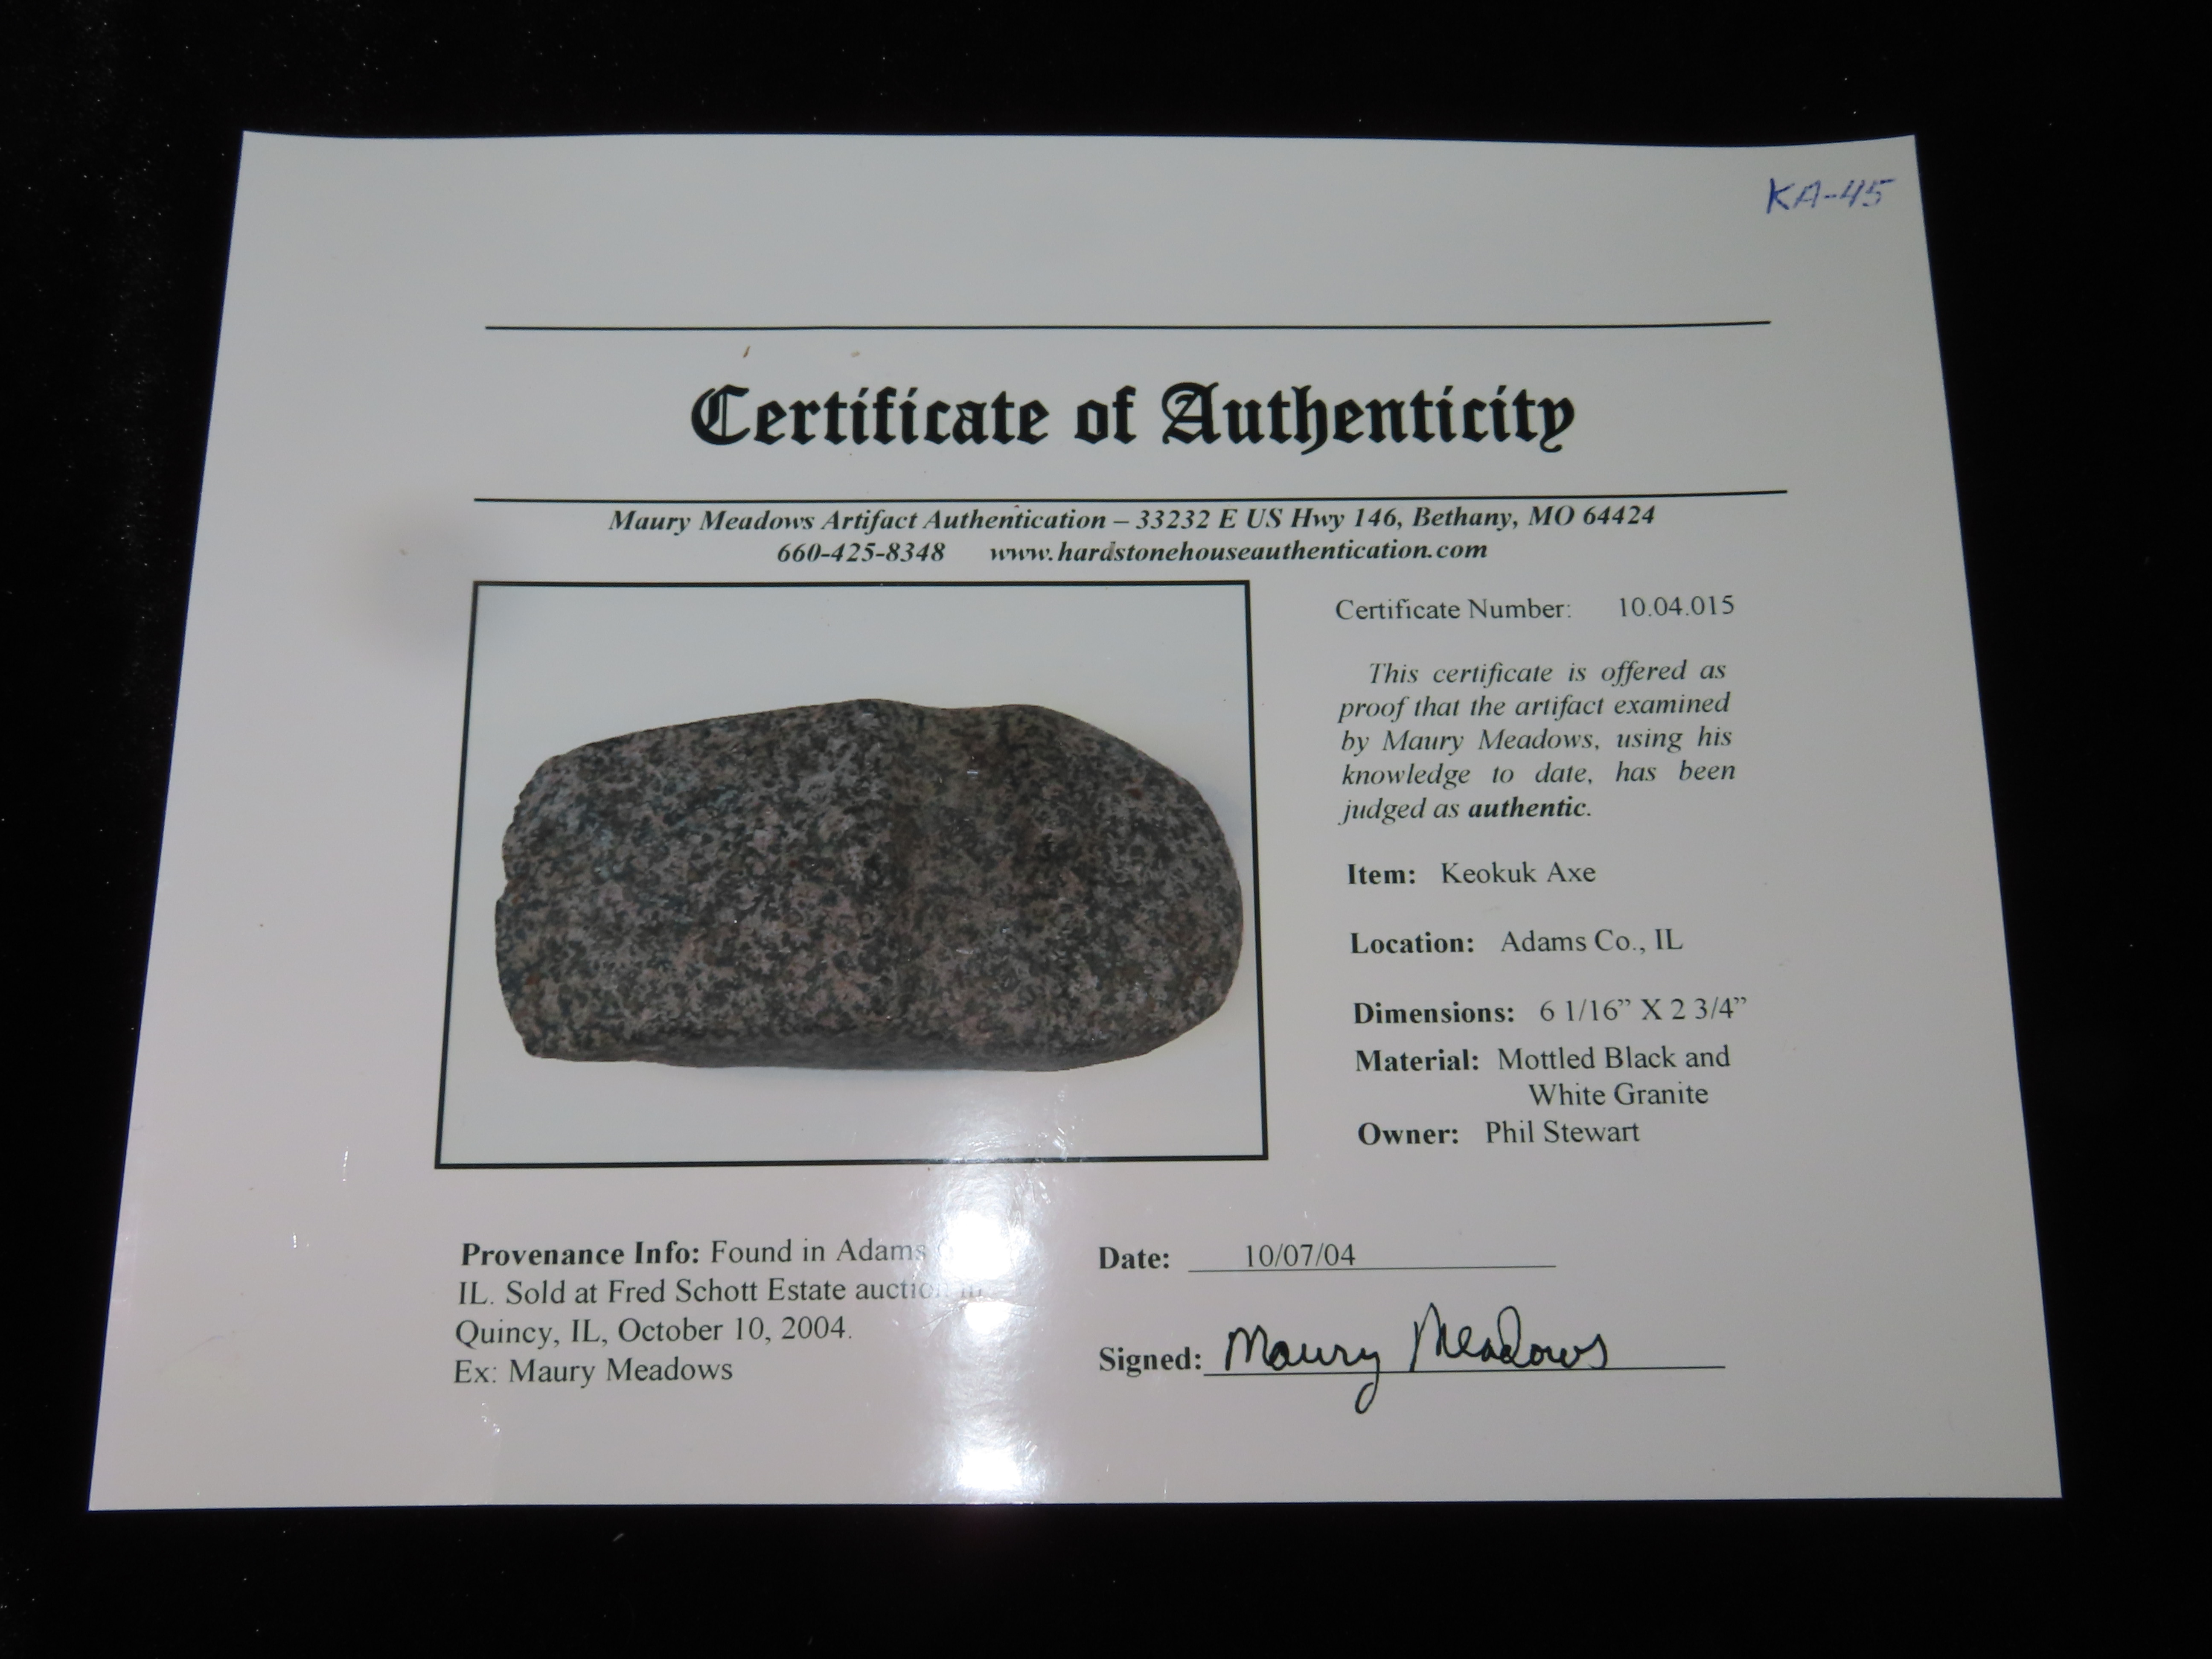 KA-45
Certificate of Authenticity
Maury Meadows Artifact Authentication – 33232 E US Hwy 146, Bethany, MO 64424
660-425-8348 www.hardstonehouseauthentication.com
Certificate Number: 10.04.015
This certificate is offered as
proof that the artifact examined
by Maury Meadows, using his
knowledge to date, has been
judged as authentic.
Item: Keokuk Axe
Location: Adams Co., IL
Dimensions: 6 1/16” X 2 3/4”
Material: Mottled Black and
White Granite
Owner: Phil Stewart
Provenance Info: Found in Adams
IL. Sold at Fred Schott Estate auction in
Quincy, IL, October 10, 2004.
Ex: Maury Meadows
Date: 10/07/04
Signed: Maury Meadows